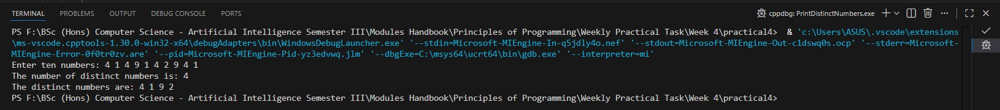 TERMINAL PROBLEMS OUTPUT DEBUG CONSOLE PORTS cppdbg: PrintDistinctNumbers.exe
PS F:\BSc (Hons) Computer Science - Artificial Intelligence Semester III\Modules Handbook\Principles of Programming\Weekly Practical Task\Week 4\practical4>  & 'c:\Users\ASUS\.vscode\extensions
\ms-vscode.cpptools-1.30.0-win32-x64\debugAdapters\bin\WindowsDebugLauncher.exe' '--stdin=Microsoft-MIEngine-In-q5jdly4o.nef' '--stdout=Microsoft-MIEngine-Out-c1dswq0s.ocp' '--stderr=Microsoft-
MIEngine-Error-0f0tr0zv.are' '--pid=Microsoft-MIEngine-Pid-yz3edvwq.jlm' '--dbgExe=C:\msys64\ucrt64\bin\gdb.exe' '--interpreter=mi'
Enter ten numbers: 4 1 4 9 1 4 2 9 4 1
The number of distinct numbers is: 4
The distinct numbers are: 4 1 9 2
PS F:\BSc (Hons) Computer Science - Artificial Intelligence Semester III\Modules Handbook\Principles of Programming\Weekly Practical Task\Week 4\practical4>